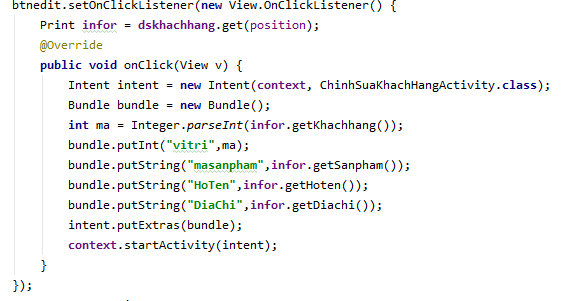 btnedit.setOnClickListener(new View.OnClickListener() {
    Print infor = dskhachhang.get(position);
    @Override
    public void onClick(View v) {
        Intent intent = new Intent(context, ChinhSuaKhachHangActivity.class);
        Bundle bundle = new Bundle();
        int ma = Integer.parseInt(infor.getKhachhang());
        bundle.putInt("vitri",ma);
        bundle.putString("masanpham",infor.getSanpham());
        bundle.putString("HoTen",infor.getHoten());
        bundle.putString("DiaChi",infor.getDiachi());
        intent.putExtras(bundle);
        context.startActivity(intent);
    }
});